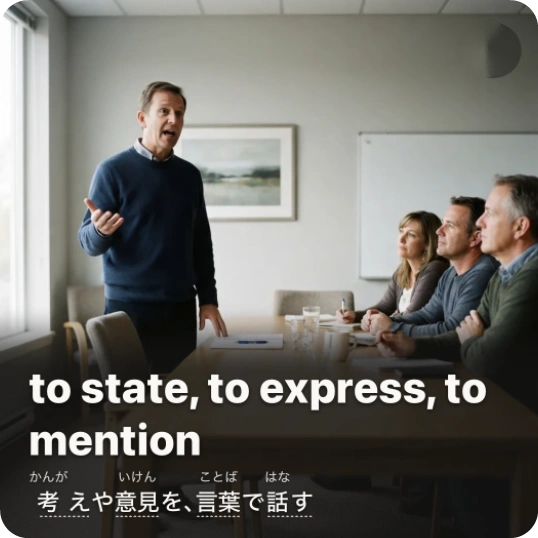 to state, to express, to
mention
かんが いけん ことば はな
考えや意見を、言葉で話す